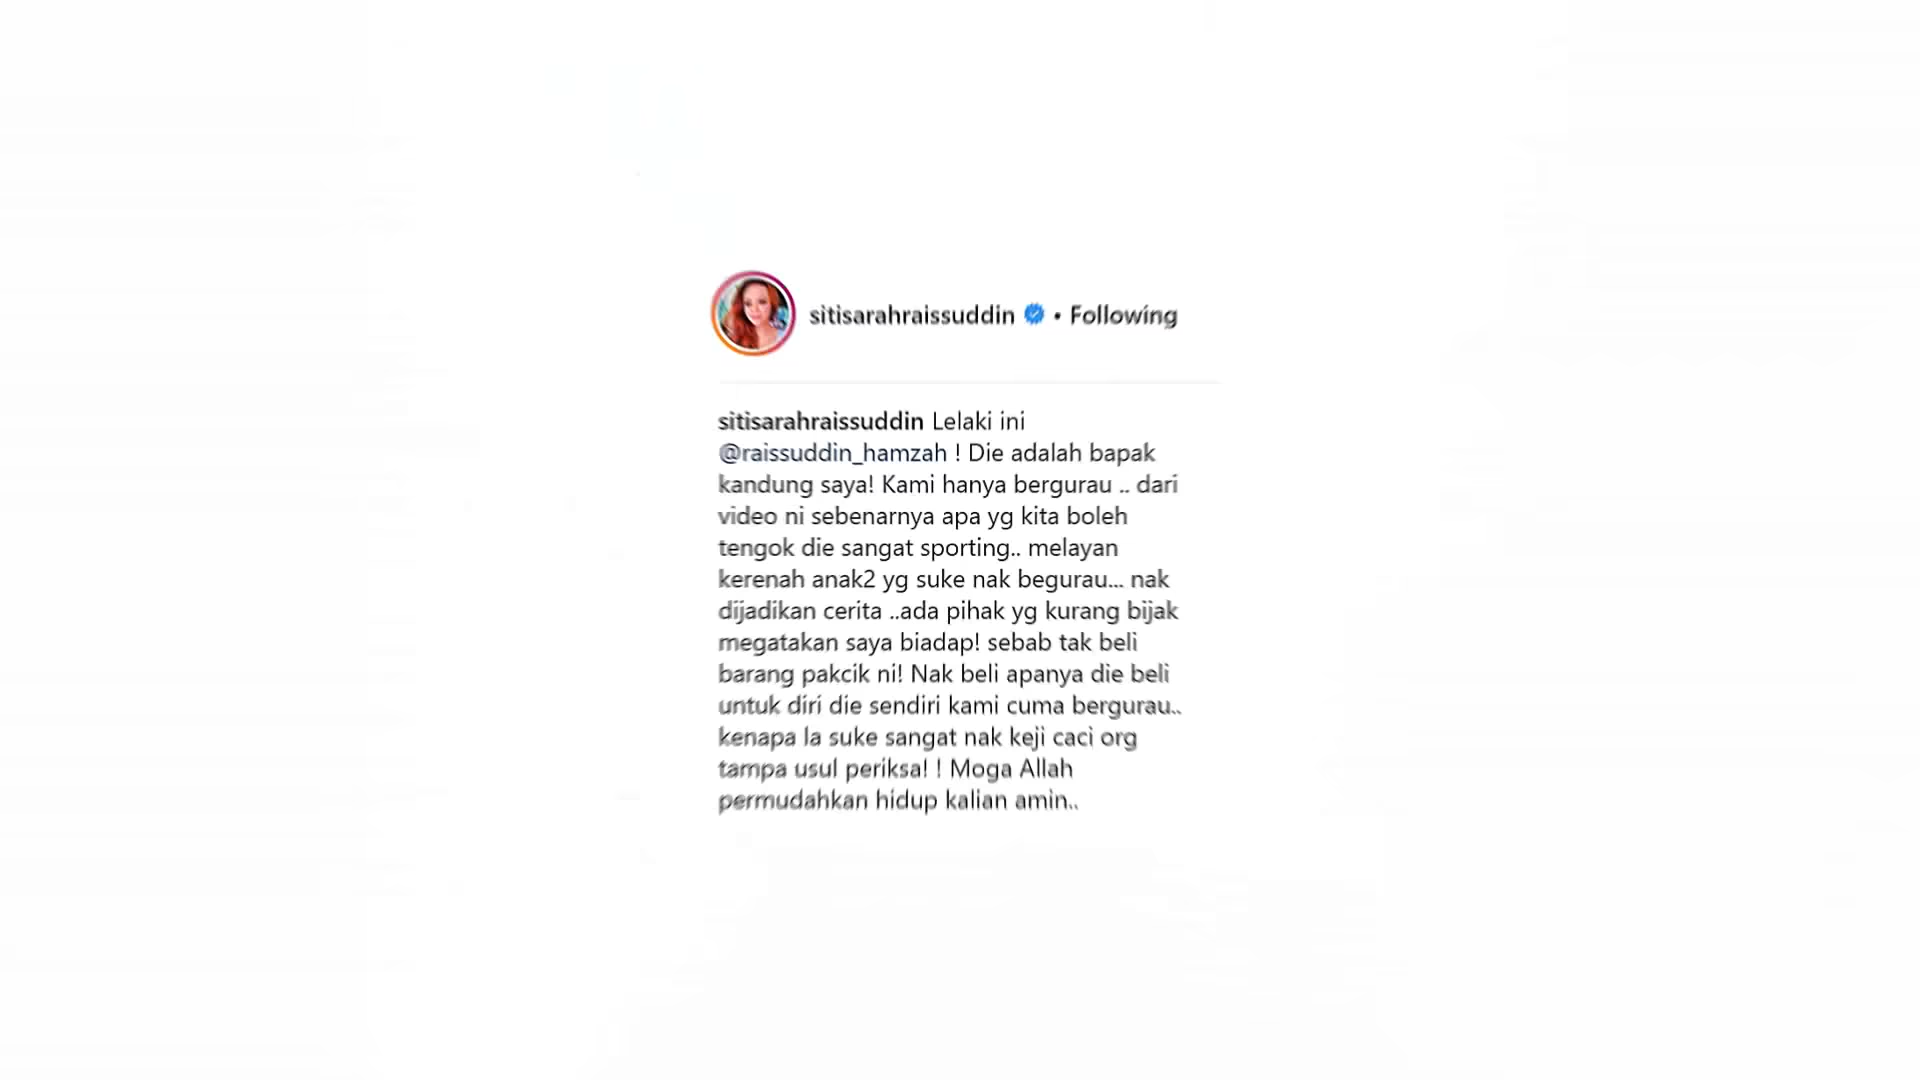 sitisarahraissuddin • Following
sitisarahraissuddin Lelaki ini
@raissuddin_hamzah ! Die adalah bapak
kandung saya! Kami hanya bergurau .. dari
video ni sebenarnya apa yg kita boleh
tengok die sangat sporting.. melayan
kerenah anak2 yg suke nak begurau... nak
dijadikan cerita ..ada pihak yg kurang bijak
megatakan saya biadap! sebab tak beli
barang pakcik ni! Nak beli apanya die beli
untuk diri die sendiri kami cuma bergurau..
kenapa la suke sangat nak keji caci org
tampa usul periksa! ! Moga Allah
permudahkan hidup kalian amin..